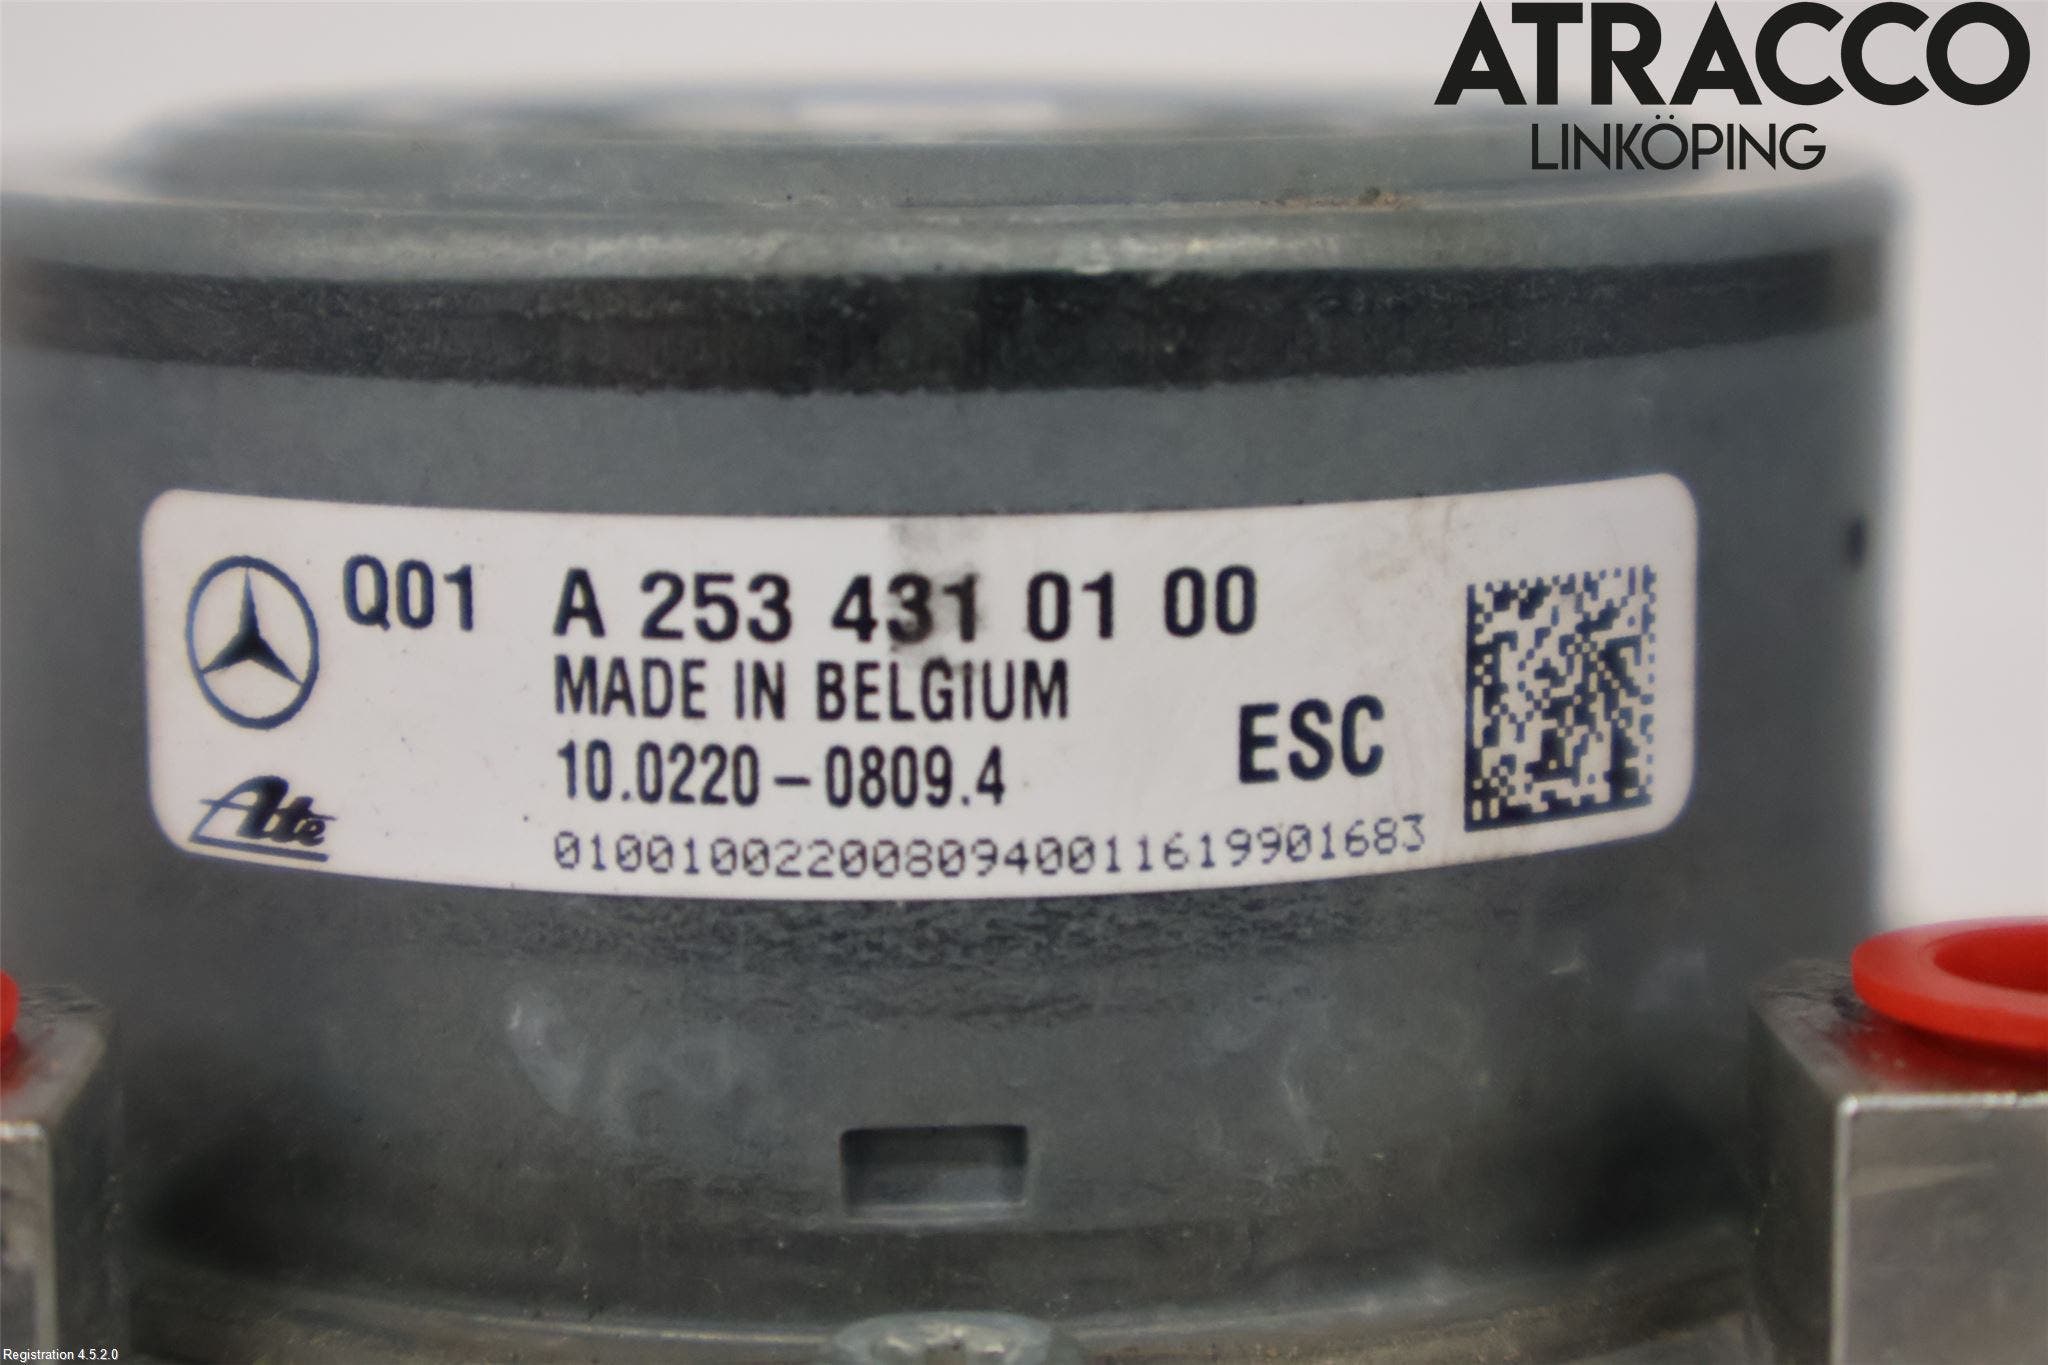 ATRACCO
LINKÖPING
Q01 A 253 431 01 00
MADE IN BELGIUM
10.0220-0809.4
ESC
Ate
0100100220080940011619901683
Registration 4.5.2.0